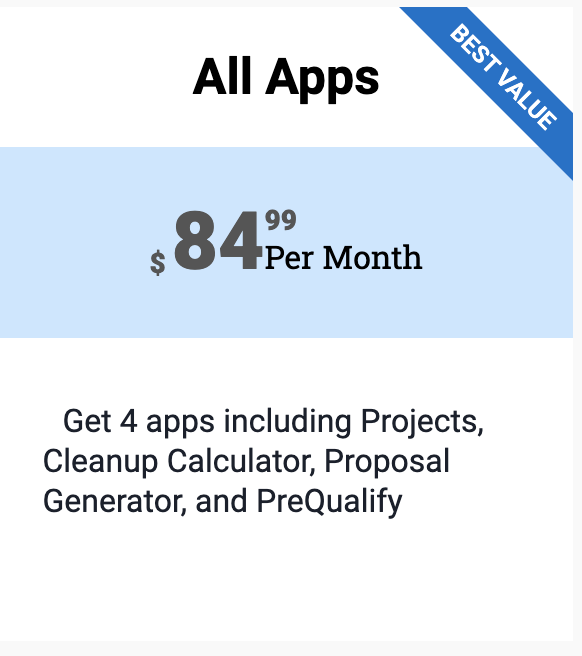 BEST VALUE
All Apps
$ 84 99
Per Month
Get 4 apps including Projects,
Cleanup Calculator, Proposal
Generator, and PreQualify